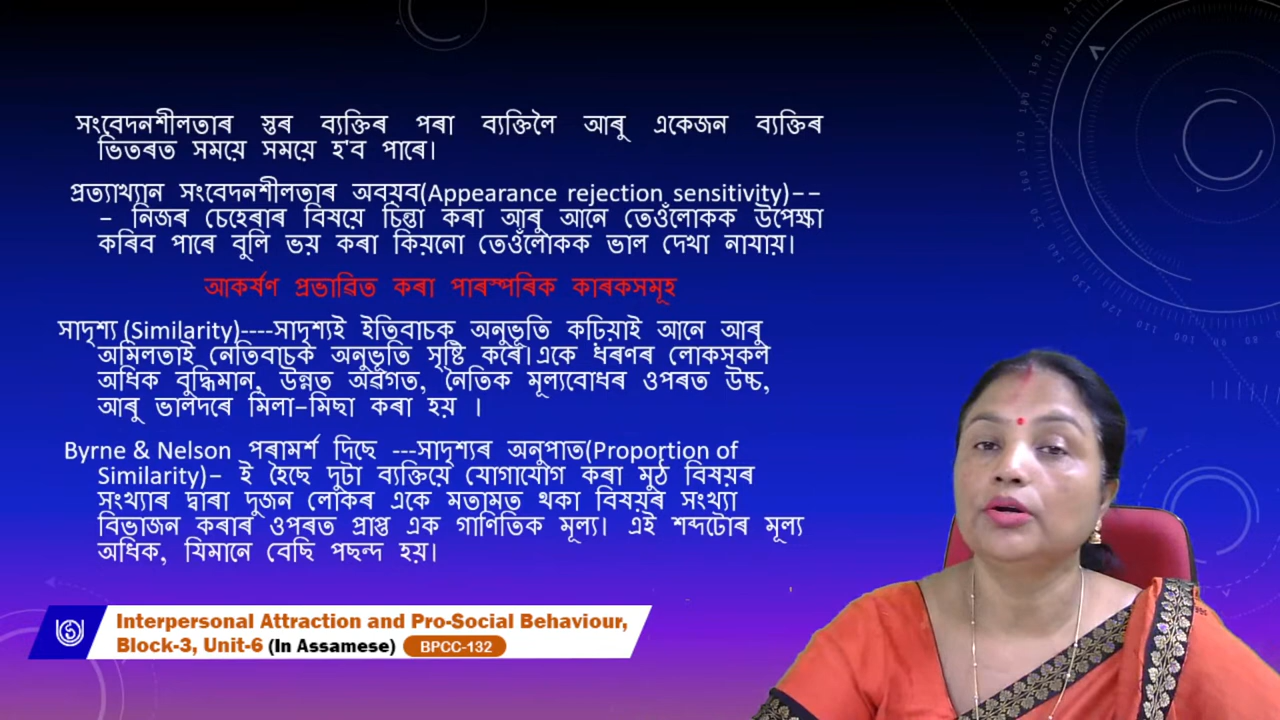 সংবেদনশীলতাৰ স্তৰ ব্যক্তিৰ পৰা ব্যক্তিলৈ আৰু একেজন ব্যক্তিৰ
ভিতৰত সময়ে সময়ে হ'ব পাৰে।
প্ৰত্যাখ্যান সংবেদনশীলতাৰ অবয়ব(Appearance rejection sensitivity)--
- নিজৰ চেহেৰাৰ বিষয়ে চিন্তা কৰা আৰু আনে তেওঁলোকক উপেক্ষা
কৰিব পাৰে বুলি ভয় কৰা কিয়নো তেওঁলোকক ভাল দেখা নাযায়।
আকৰ্ষণ প্ৰভাৱিত কৰা পাৰস্পৰিক কাৰকসমূহ
সাদৃশ্য (Similarity)----সাদৃশ্যই ইতিবাচক অনুভূতি কঢ়িয়াই আনে আৰু
অমিলতাই নেতিবাচক অনুভূতি সৃষ্টি কৰে। একে ধৰণৰ লোকসকল
অধিক বুদ্ধিমান, উন্নত অৱগত, নৈতিক মূল্যবোধৰ ওপৰত উচ্চ,
আৰু ভালদৰে মিলা-মিছা কৰা হয় ।
Byrne & Nelson পৰামৰ্শ দিছে ---সাদৃশ্যৰ অনুপাত(Proportion of
Similarity)- ই হৈছে দুটা ব্যক্তিয়ে যোগাযোগ কৰা মুঠ বিষয়ৰ
সংখ্যাৰ দ্বাৰা দুজন লোকৰ একে মতামত থকা বিষয়ৰ সংখ্যা
বিভাজন কৰাৰ ওপৰত প্ৰাপ্ত এক গাণিতিক মূল্য। এই শব্দটোৰ মূল্য
অধিক, যিমানে বেছি পছন্দ হয়।
Interpersonal Attraction and Pro-Social Behaviour,
Block-3, Unit-6 (In Assamese) BPCC-132